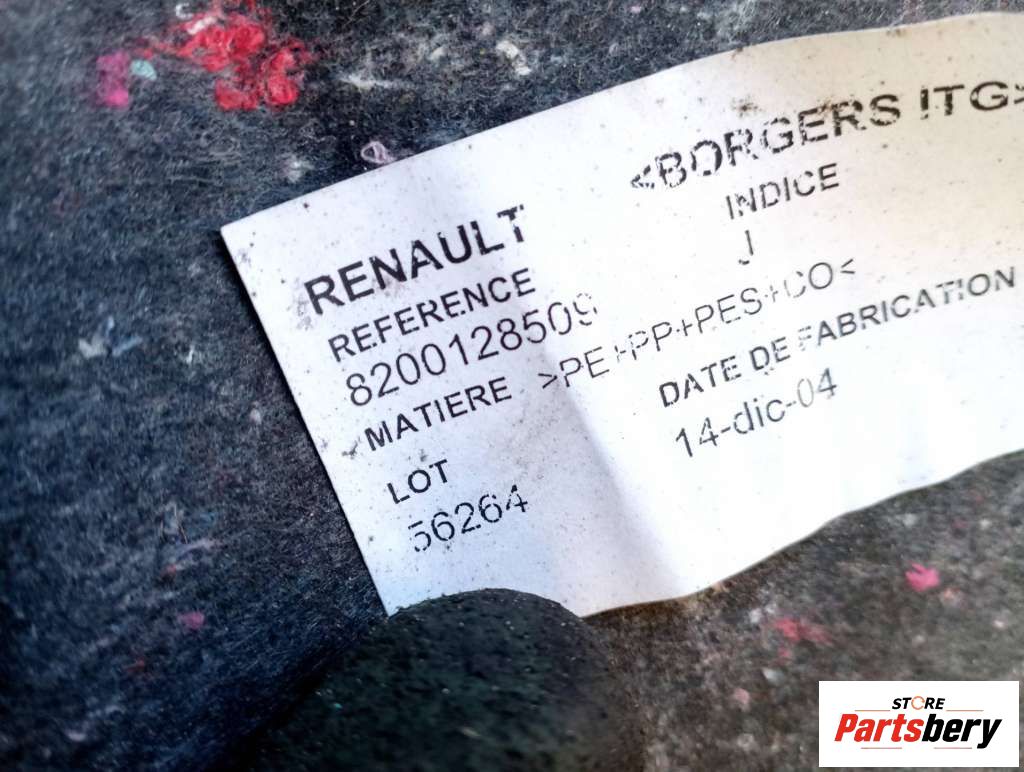 <BORGERS ITG>
RENAULT
INDICE
REFERENCE
J
8200128509
MATIERE >PE+PP+PES+CO<
DATE DE FABRICATION
LOT
14-dic-04
56264
STORE
Partsbery